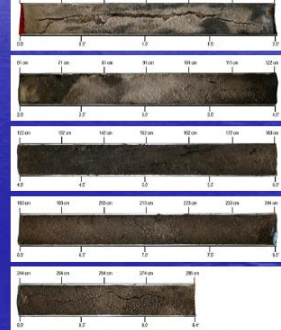 0.0' 0.5' 1.0' 1.5' 2.0'
61 cm 71 cm 81 cm 91 cm 101 cm 111 cm 122 cm
2.0' 2.5' 3.0' 3.5' 4.0'
122 cm 132 cm 142 cm 152 cm 162 cm 172 cm 183 cm
4.0' 4.5' 5.0' 5.5' 6.0'
183 cm 193 cm 203 cm 213 cm 223 cm 233 cm 244 cm
6.0' 6.5' 7.0' 7.5' 8.0'
244 cm 254 cm 264 cm 274 cm
8.0' 8.5' 9.0'